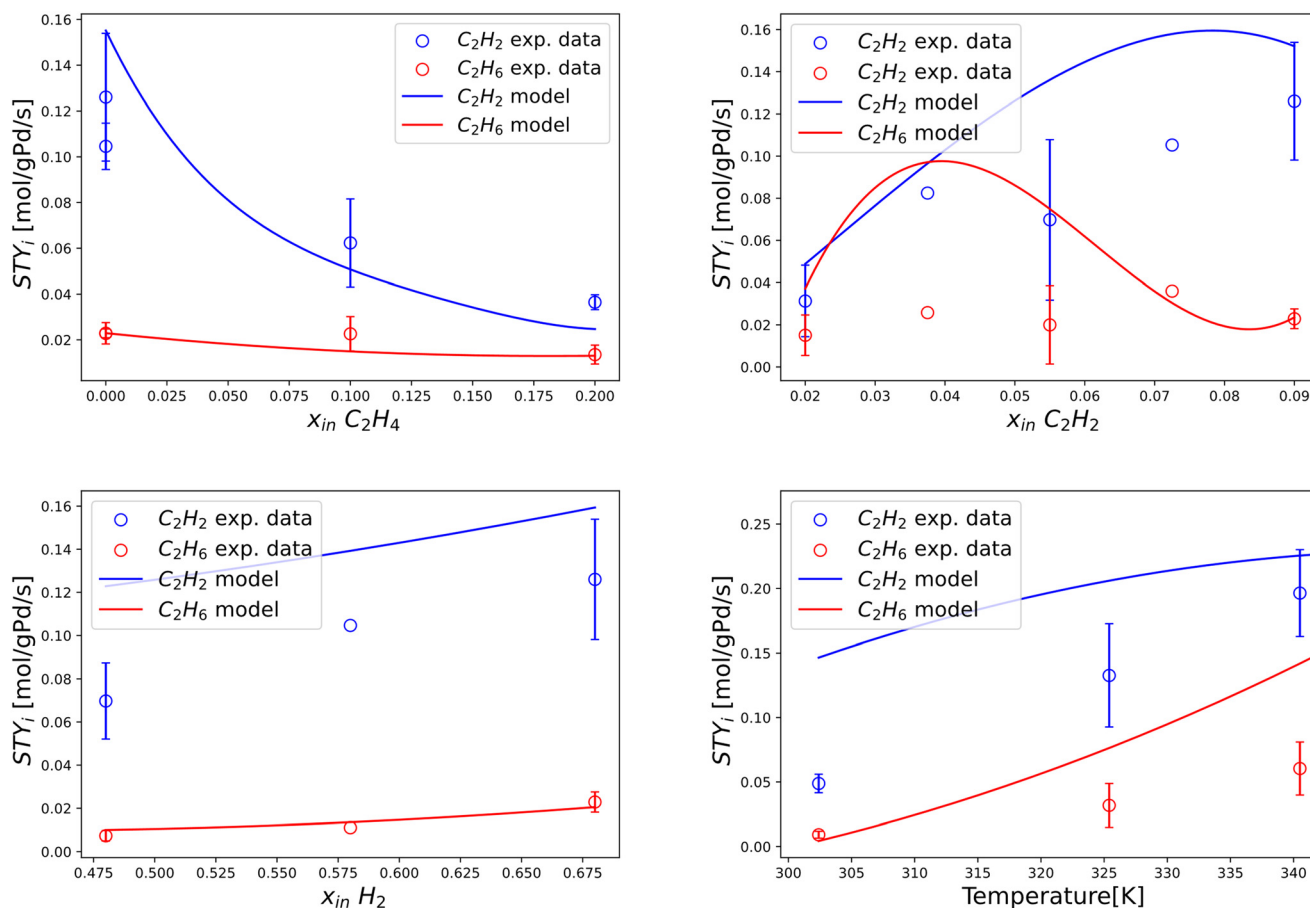 0.16
0.14
0.12
0.10
0.08
0.06
0.04
0.02
STYᵢ [mol/gPd/s]
C₂H₂ exp. data
C₂H₆ exp. data
C₂H₂ model
C₂H₆ model
0.000 0.025 0.050 0.075 0.100 0.125 0.150 0.175 0.200
xᵢₙ C₂H₄
0.16
0.14
0.12
0.10
0.08
0.06
0.04
0.02
0.00
STYᵢ [mol/gPd/s]
C₂H₂ exp. data
C₂H₂ exp. data
C₂H₂ model
C₂H₆ model
0.02 0.03 0.04 0.05 0.06 0.07 0.08 0.09
xᵢₙ C₂H₂
0.16
0.14
0.12
0.10
0.08
0.06
0.04
0.02
0.00
STYᵢ [mol/gPd/s]
C₂H₂ exp. data
C₂H₆ exp. data
C₂H₂ model
C₂H₆ model
0.475 0.500 0.525 0.550 0.575 0.600 0.625 0.650 0.675
xᵢₙ H₂
0.25
0.20
0.15
0.10
0.05
0.00
STYᵢ [mol/gPd/s]
C₂H₂ exp. data
C₂H₆ exp. data
C₂H₂ model
C₂H₆ model
300 305 310 315 320 325 330 335 340
Temperature[K]